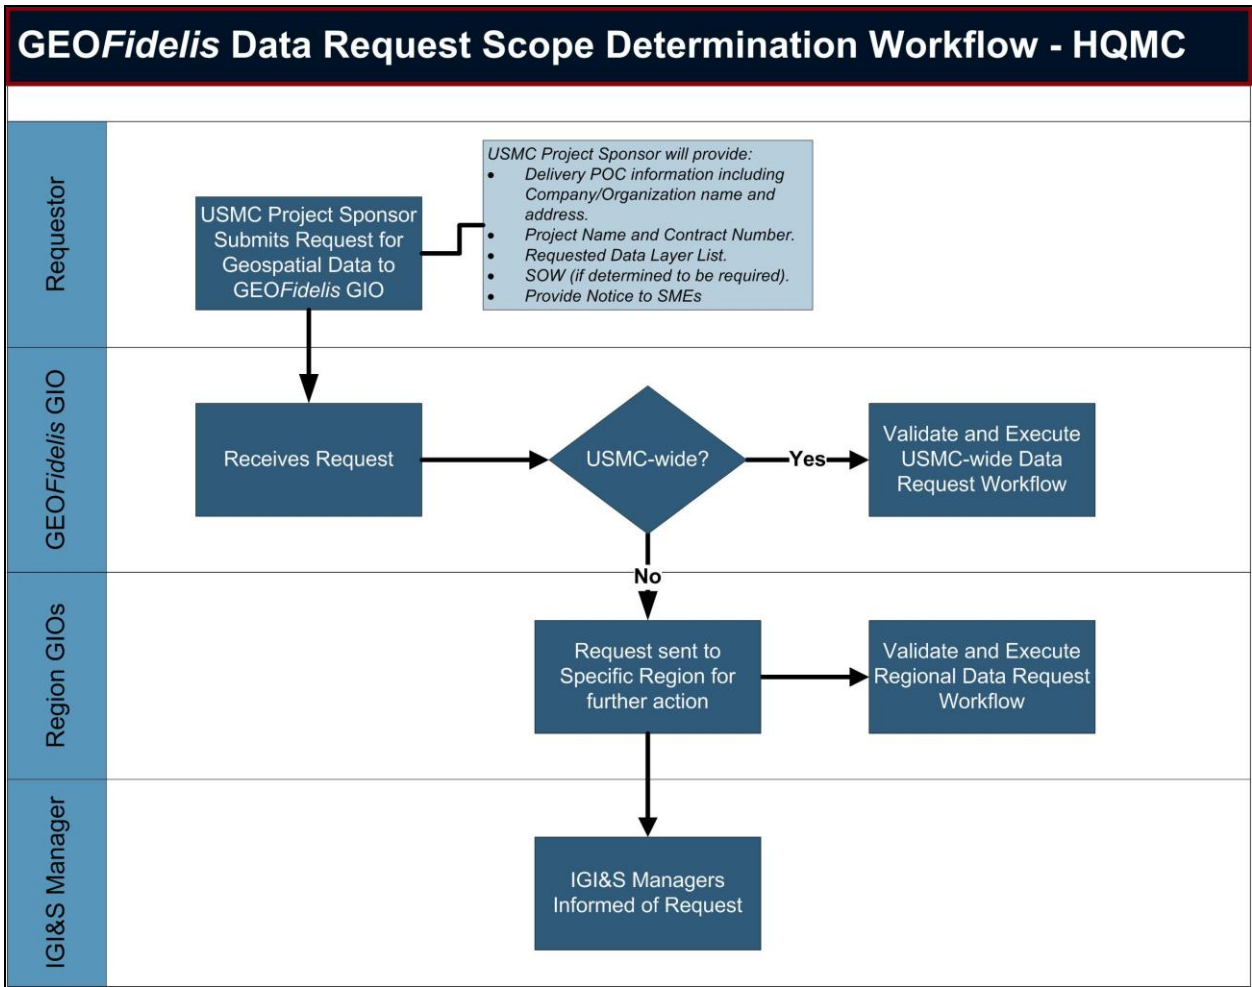 GEOFidelis Data Request Scope Determination Workflow - HQMC
Requestor
USMC Project Sponsor
Submits Request for
Geospatial Data to
GEOFidelis GIO
USMC Project Sponsor will provide:
• Delivery POC information including
Company/Organization name and
address.
• Project Name and Contract Number.
• Requested Data Layer List.
• SOW (if determined to be required).
• Provide Notice to SMEs
GEOFidelis GIO
Receives Request
USMC-wide?
Yes
Validate and Execute
USMC-wide Data
Request Workflow
No
Region GIOs
Request sent to
Specific Region for
further action
Validate and Execute
Regional Data Request
Workflow
IGI&S Manager
IGI&S Managers
Informed of Request